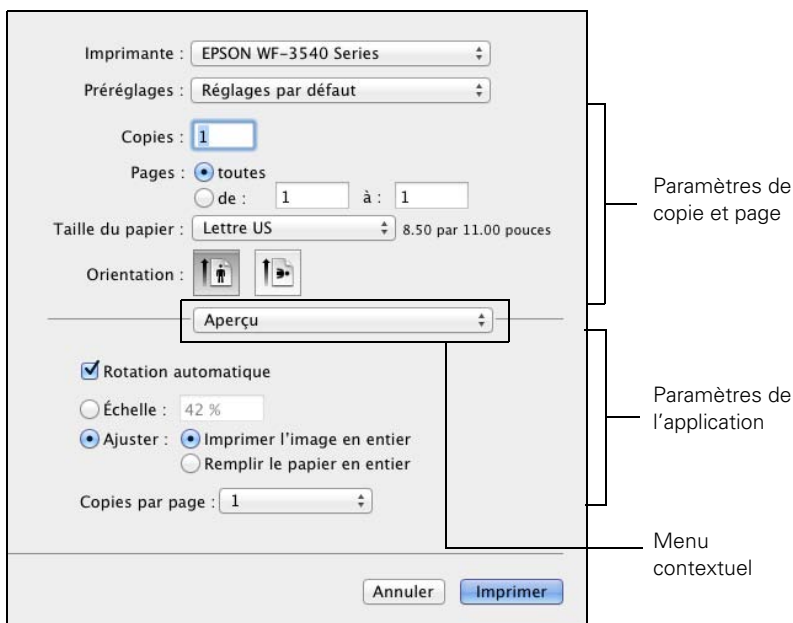 Imprimante : EPSON WF-3540 Series
Préréglages : Réglages par défaut
Copies : 1
Pages : toutes
de : 1 à : 1
Taille du papier : Lettre US 8.50 par 11.00 pouces
Orientation :
Aperçu
Rotation automatique
Échelle : 42 %
Ajuster : Imprimer l'image en entier
Remplir le papier en entier
Copies par page : 1
Annuler Imprimer
Paramètres de
copie et page
Paramètres de
l'application
Menu
contextuel